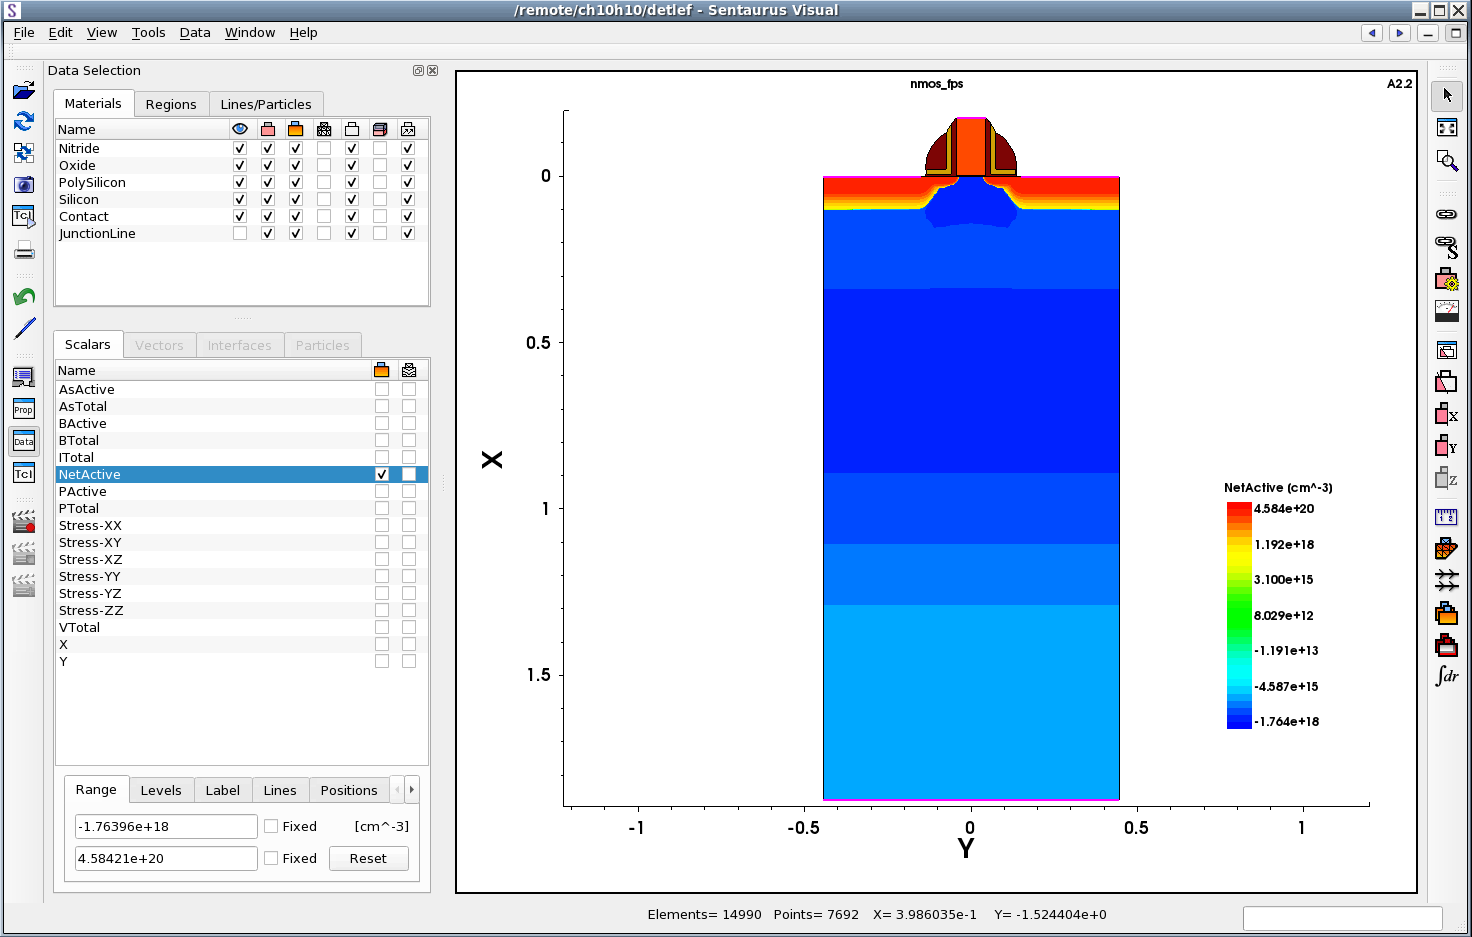 /remote/ch10h10/detlef - Sentaurus Visual
File Edit View Tools Data Window Help
Data Selection
Materials Regions Lines/Particles
Name
Nitride
Oxide
PolySilicon
Silicon
Contact
JunctionLine
Scalars Vectors Interfaces Particles
Name
AsActive
AsTotal
BActive
BTotal
ITotal
NetActive
PActive
PTotal
Stress-XX
Stress-XY
Stress-XZ
Stress-YY
Stress-YZ
Stress-ZZ
VTotal
X
Y
Range Levels Label Lines Positions
-1.76396e+18 Fixed [cm^-3]
4.58421e+20 Fixed Reset
Tcl
Prop
Data
Tcl
nmos_fps
A2.2
0
0.5
1
1.5
X
-1 -0.5 0 0.5 1
Y
NetActive (cm^-3)
4.584e+20
1.192e+18
3.100e+15
8.029e+12
-1.191e+13
-4.587e+15
-1.764e+18
S
X
Y
Z
1 2
∫dr
Elements= 14990 Points= 7692 X= 3.986035e-1 Y= -1.524404e+0